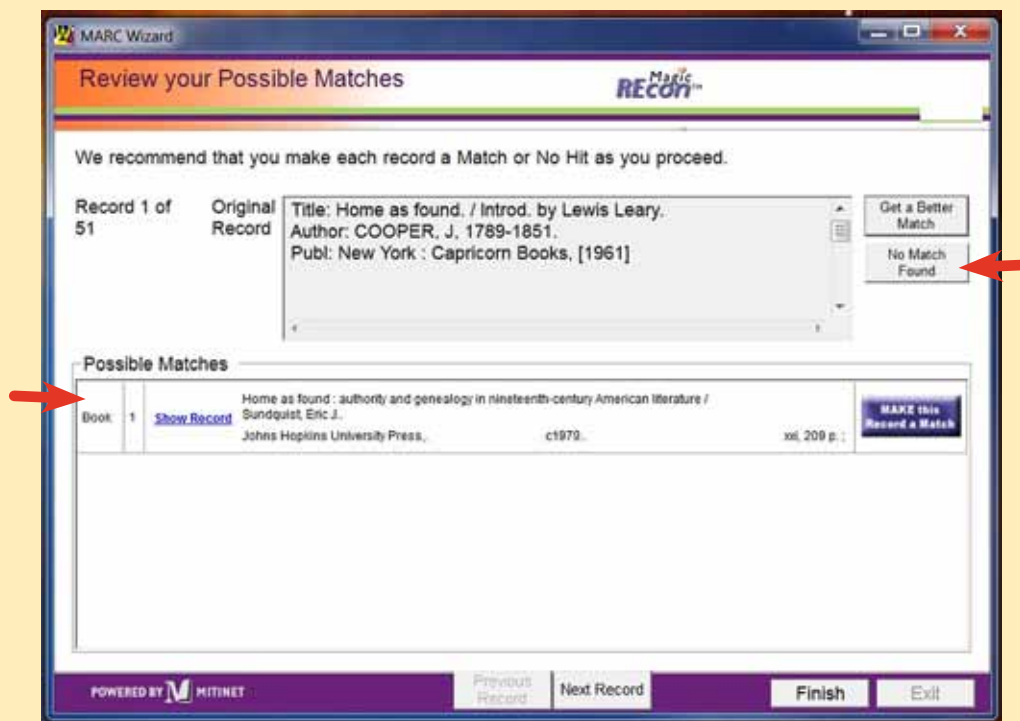 MARC Wizard
Review your Possible Matches
Magic
REcon™
We recommend that you make each record a Match or No Hit as you proceed.
Record 1 of
51
Original
Record
Title: Home as found. / Introd. by Lewis Leary.
Author: COOPER, J, 1789-1851.
Publ: New York : Capricorn Books, [1961]
Get a Better
Match
No Match
Found
Possible Matches
Book 1 Show Record
Home as found : authority and genealogy in nineteenth-century American literature /
Sundquist, Eric J..
Johns Hopkins University Press, c1979.. xxi, 209 p. ;
MAKE this
Record a Match
POWERED BY MITINET
Previous
Record
Next Record
Finish
Exit